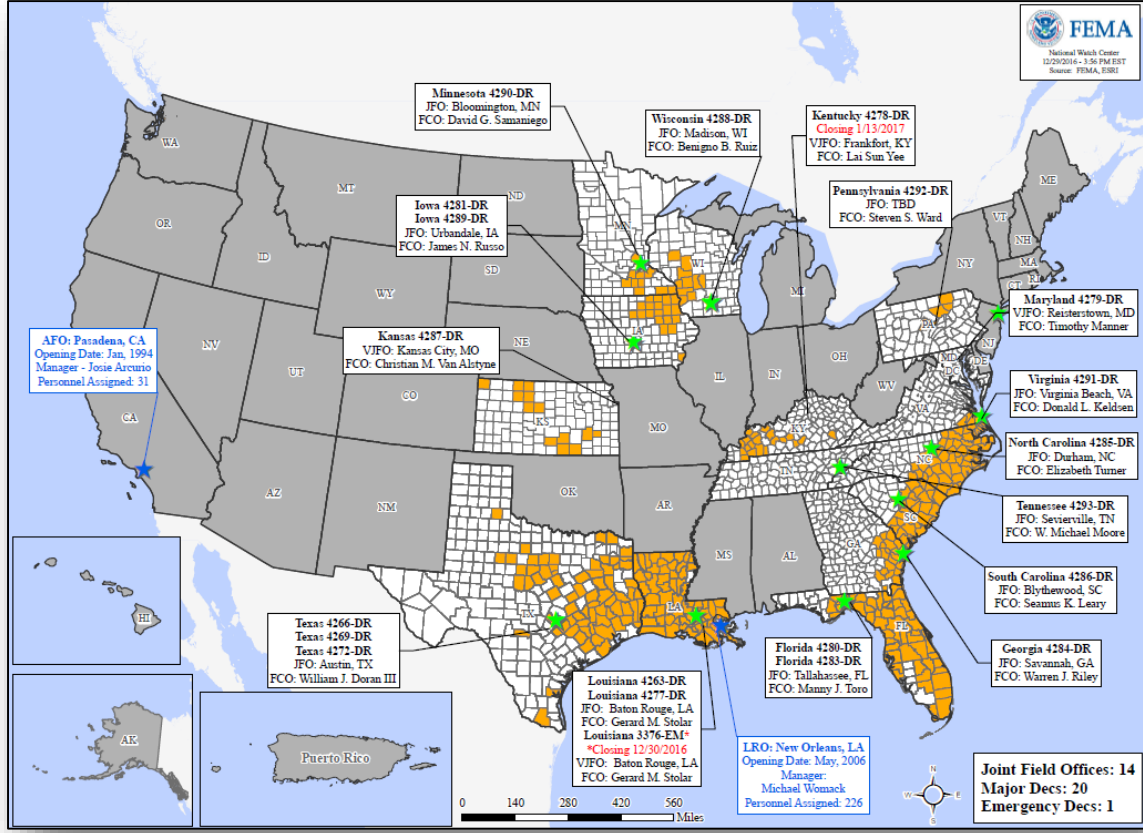 FEMA
National Watch Center
12/29/2016 - 3:56 PM EST
Source: FEMA, ESRI
Minnesota 4290-DR
JFO: Bloomington, MN
FCO: David G. Samaniego
Wisconsin 4288-DR
JFO: Madison, WI
FCO: Benigno B. Ruiz
Kentucky 4278-DR
Closing 1/13/2017
VJFO: Frankfort, KY
FCO: Lai Sun Yee
Pennsylvania 4292-DR
JFO: TBD
FCO: Steven S. Ward
Iowa 4281-DR
Iowa 4289-DR
JFO: Urbandale, IA
FCO: James N. Russo
Maryland 4279-DR
VJFO: Reisterstown, MD
FCO: Timothy Manner
AFO: Pasadena, CA
Opening Date: Jan, 1994
Manager - Josie Arcurio
Personnel Assigned: 31
Kansas 4287-DR
VJFO: Kansas City, MO
FCO: Christian M. Van Alstyne
Virginia 4291-DR
JFO: Virginia Beach, VA
FCO: Donald L. Keldsen
North Carolina 4285-DR
JFO: Durham, NC
FCO: Elizabeth Turner
Tennessee 4293-DR
JFO: Sevierville, TN
FCO: W. Michael Moore
South Carolina 4286-DR
JFO: Blythewood, SC
FCO: Seamus K. Leary
Georgia 4284-DR
JFO: Savannah, GA
FCO: Warren J. Riley
Texas 4266-DR
Texas 4269-DR
Texas 4272-DR
JFO: Austin, TX
FCO: William J. Doran III
Florida 4280-DR
Florida 4283-DR
JFO: Tallahassee, FL
FCO: Manny J. Toro
Louisiana 4263-DR
Louisiana 4277-DR
JFO: Baton Rouge, LA
FCO: Gerard M. Stolar
Louisiana 3376-EM*
*Closing 12/30/2016
VJFO: Baton Rouge, LA
FCO: Gerard M. Stolar
LRO: New Orleans, LA
Opening Date: May, 2006
Manager:
Michael Womack
Personnel Assigned: 226
Joint Field Offices: 14
Major Decs: 20
Emergency Decs: 1
WA
MT
ND
MN
ME
OR
ID
SD
WI
VT
NH
NY
MA
RI
CT
WY
MI
PA
NJ
NV
NE
IA
OH
MD
DE
DC
UT
CO
IL
IN
WV
VA
CA
KS
MO
KY
AZ
NM
OK
AR
TN
NC
SC
MS
AL
GA
TX
LA
FL
HI
AK
Puerto Rico
N
W
E
S
0 140 280 420 560
Miles